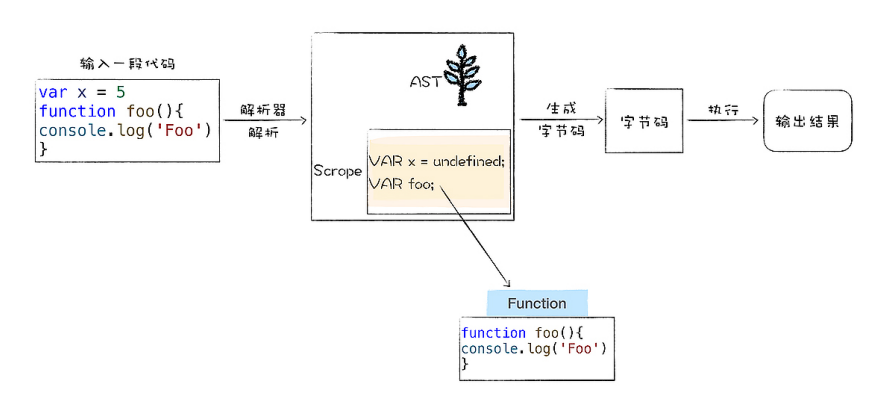 输入一段代码
var x = 5
function foo(){
console.log('Foo')
}
解析器
解析
AST
Scrope
VAR x = undefined;
VAR foo;
生成
字节码
字节码
执行
输出结果
Function
function foo(){
console.log('Foo')
}